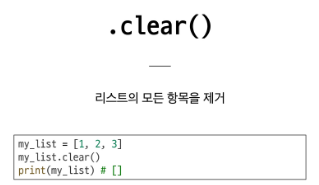 .clear()
리스트의 모든 항목을 제거
my_list = [1, 2, 3]
my_list.clear()
print(my_list) # []